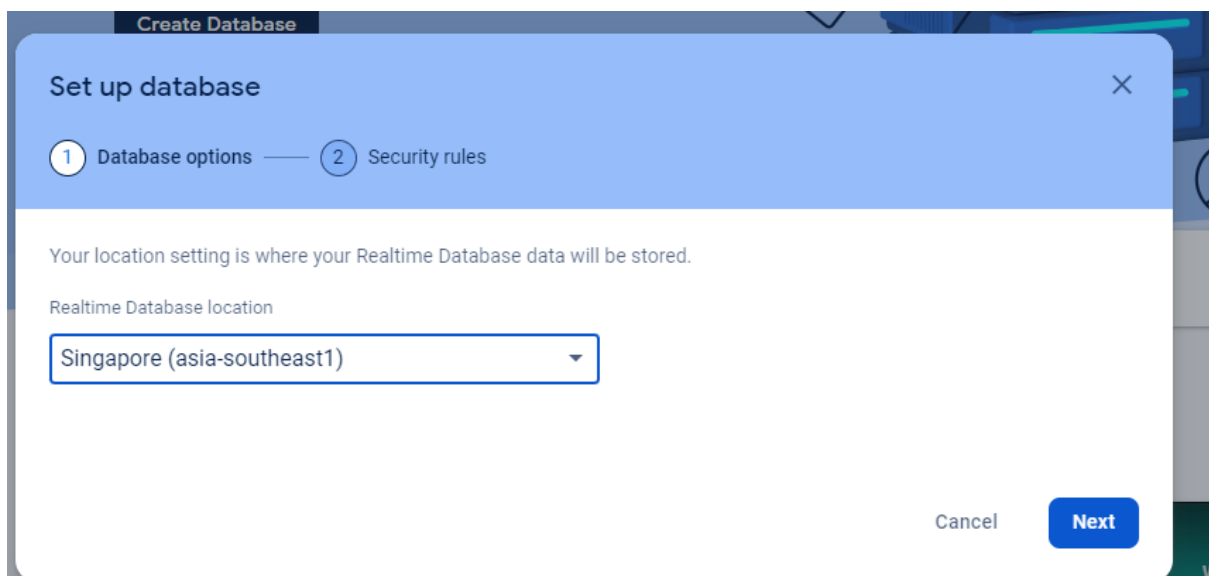 Create Database
Set up database
1 Database options 2 Security rules
Your location setting is where your Realtime Database data will be stored.
Realtime Database location
Singapore (asia-southeast1)
Cancel Next